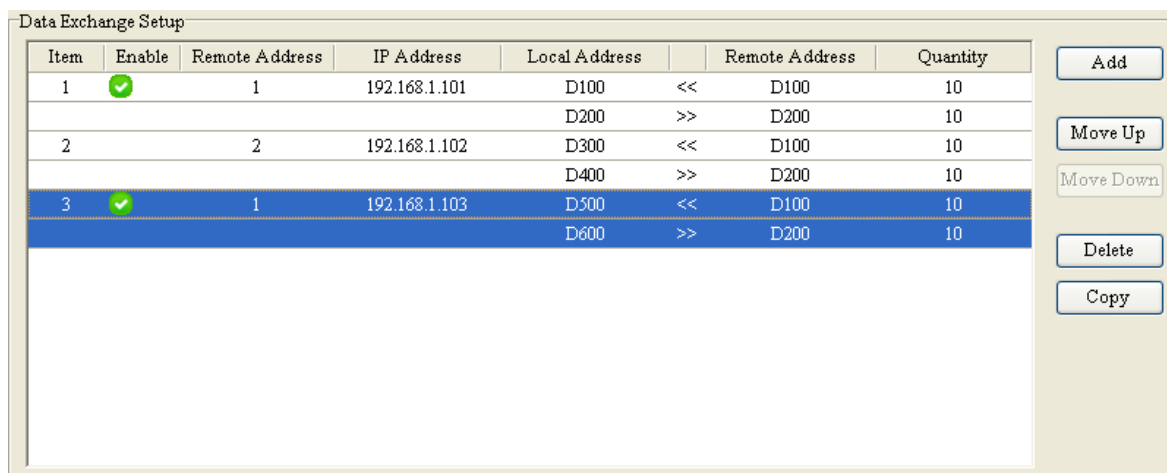 Data Exchange Setup
Item Enable Remote Address IP Address Local Address Remote Address Quantity
1 1 192.168.1.101 D100 << D100 10
D200 >> D200 10
2 2 192.168.1.102 D300 << D100 10
D400 >> D200 10
3 1 192.168.1.103 D500 << D100 10
D600 >> D200 10
Add
Move Up
Move Down
Delete
Copy